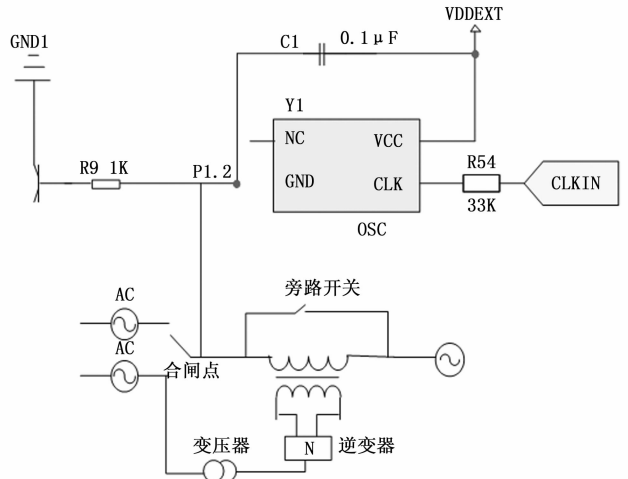 VDDEXT
GND1
C1
0.1μF
Y1
NC
VCC
R9 1K
P1.2
R54
GND
CLK
CLKIN
33K
OSC
旁路开关
AC
AC
合闸点
变压器
N
逆变器